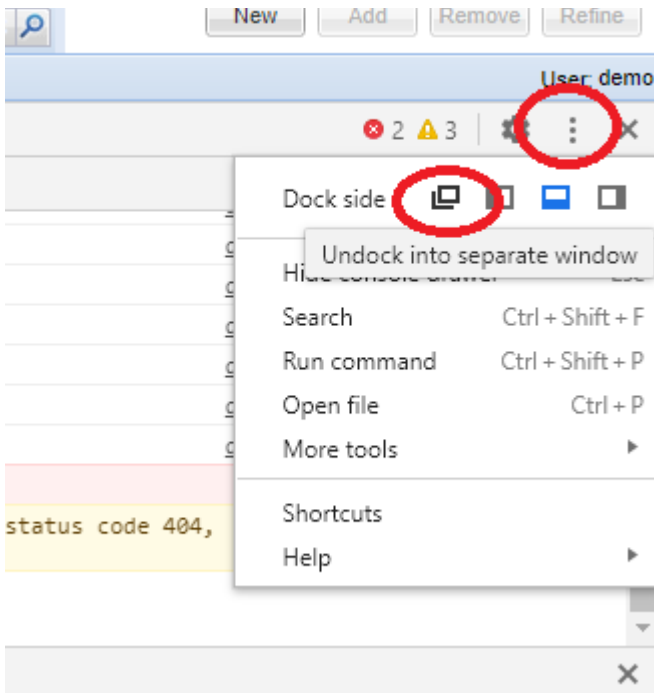 New Add Remove Refine
User: demo
2 3
Dock side
Undock into separate window
Search Ctrl + Shift + F
Run command Ctrl + Shift + P
Open file Ctrl + P
More tools
Shortcuts
status code 404,
Help